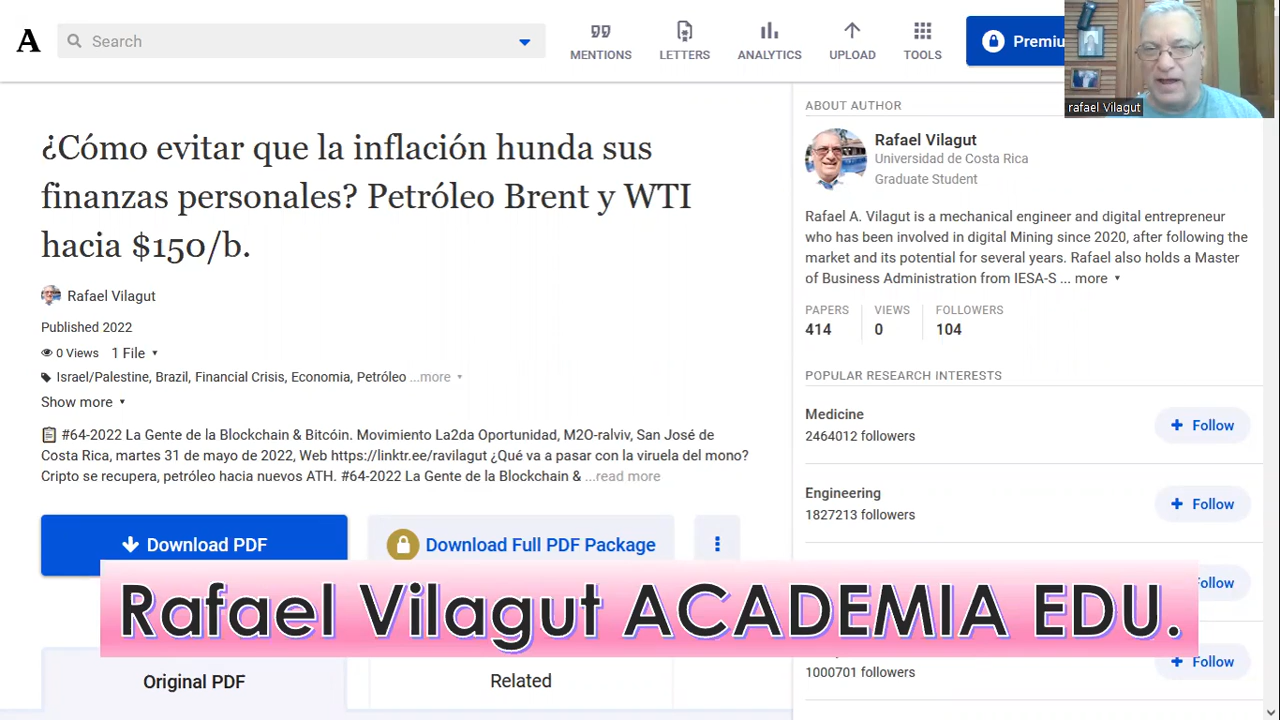 A
Search
MENTIONS
LETTERS
ANALYTICS
UPLOAD
TOOLS
rafael Vilagut
¿Cómo evitar que la inflación hunda sus
finanzas personales? Petróleo Brent y WTI
hacia $150/b.
Rafael Vilagut
Published 2022
0 Views 1 File
Israel/Palestine, Brazil, Financial Crisis, Economia, Petróleo ...more
Show more
#64-2022 La Gente de la Blockchain & Bitcóin. Movimiento La2da Oportunidad, M2O-ralviv, San José de
Costa Rica, martes 31 de mayo de 2022, Web https://linktr.ee/ravilagut ¿Qué va a pasar con la viruela del mono?
Cripto se recupera, petróleo hacia nuevos ATH. #64-2022 La Gente de la Blockchain & ...read more
Download PDF
Download Full PDF Package
Original PDF
Related
ABOUT AUTHOR
Rafael Vilagut
Universidad de Costa Rica
Graduate Student
Rafael A. Vilagut is a mechanical engineer and digital entrepreneur
who has been involved in digital Mining since 2020, after following the
market and its potential for several years. Rafael also holds a Master
of Business Administration from IESA-S ... more
PAPERS
414
VIEWS
0
FOLLOWERS
104
POPULAR RESEARCH INTERESTS
Medicine
2464012 followers
Follow
Engineering
1827213 followers
Follow
1000701 followers
Follow
Rafael Vilagut ACADEMIA EDU.